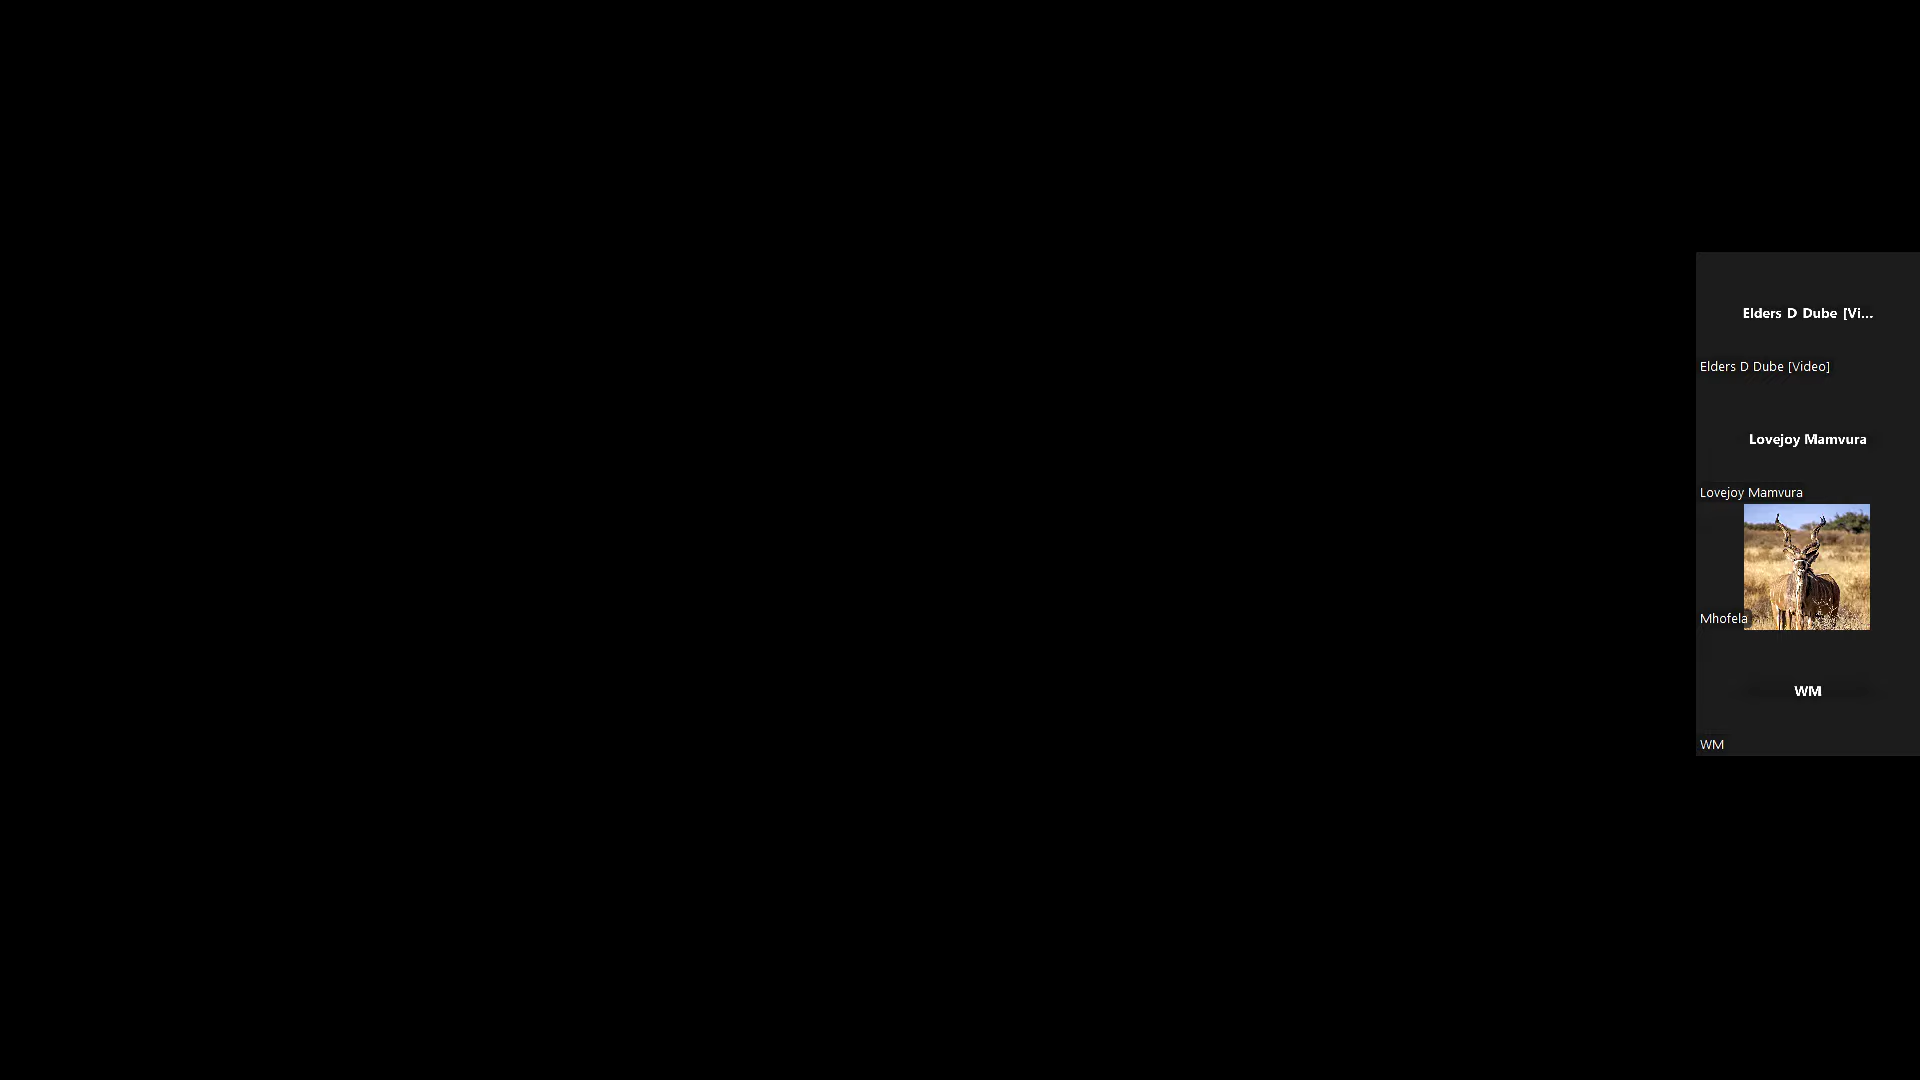 Elders D Dube [Vi...
Elders D Dube [Video]
Lovejoy Mamvura
Lovejoy Mamvura
Mhofela
WM
WM